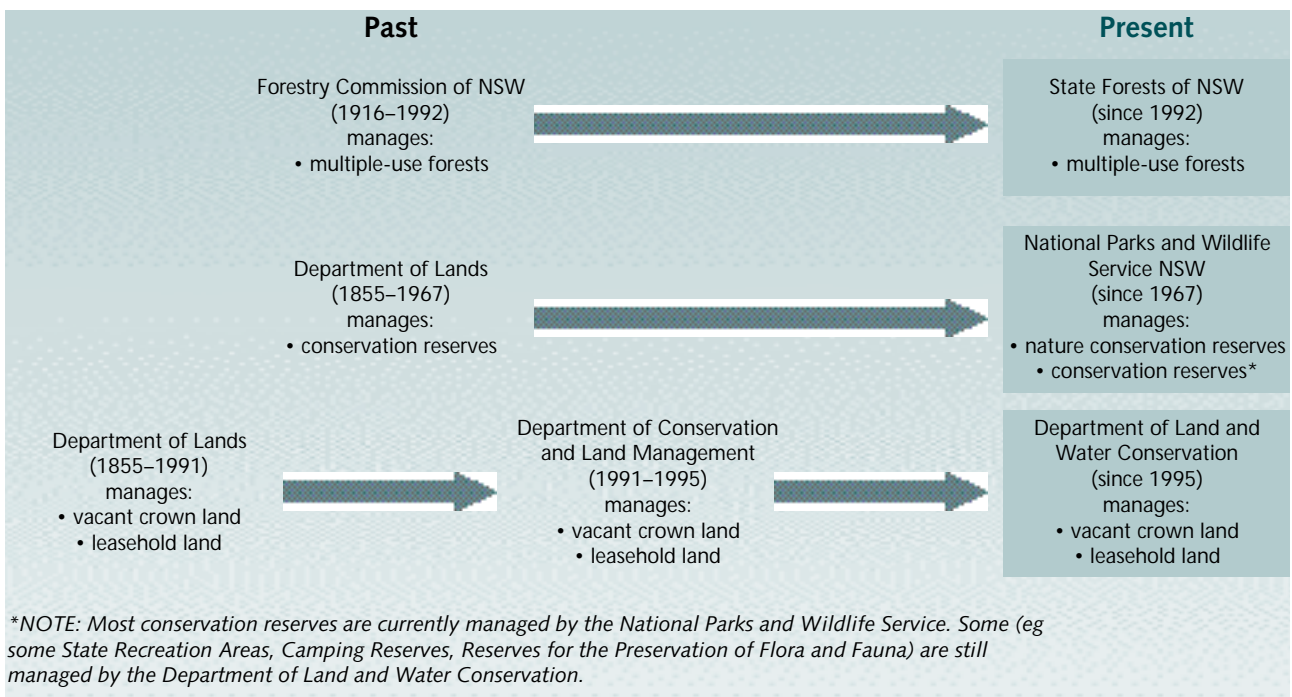 Past
Present
Forestry Commission of NSW
(1916–1992)
manages:
• multiple-use forests
State Forests of NSW
(since 1992)
manages:
• multiple-use forests
Department of Lands
(1855–1967)
manages:
• conservation reserves
National Parks and Wildlife
Service NSW
(since 1967)
manages:
• nature conservation reserves
• conservation reserves*
Department of Lands
(1855–1991)
manages:
• vacant crown land
• leasehold land
Department of Conservation
and Land Management
(1991–1995)
manages:
• vacant crown land
• leasehold land
Department of Land and
Water Conservation
(since 1995)
manages:
• vacant crown land
• leasehold land
*NOTE: Most conservation reserves are currently managed by the National Parks and Wildlife Service. Some (eg
some State Recreation Areas, Camping Reserves, Reserves for the Preservation of Flora and Fauna) are still
managed by the Department of Land and Water Conservation.